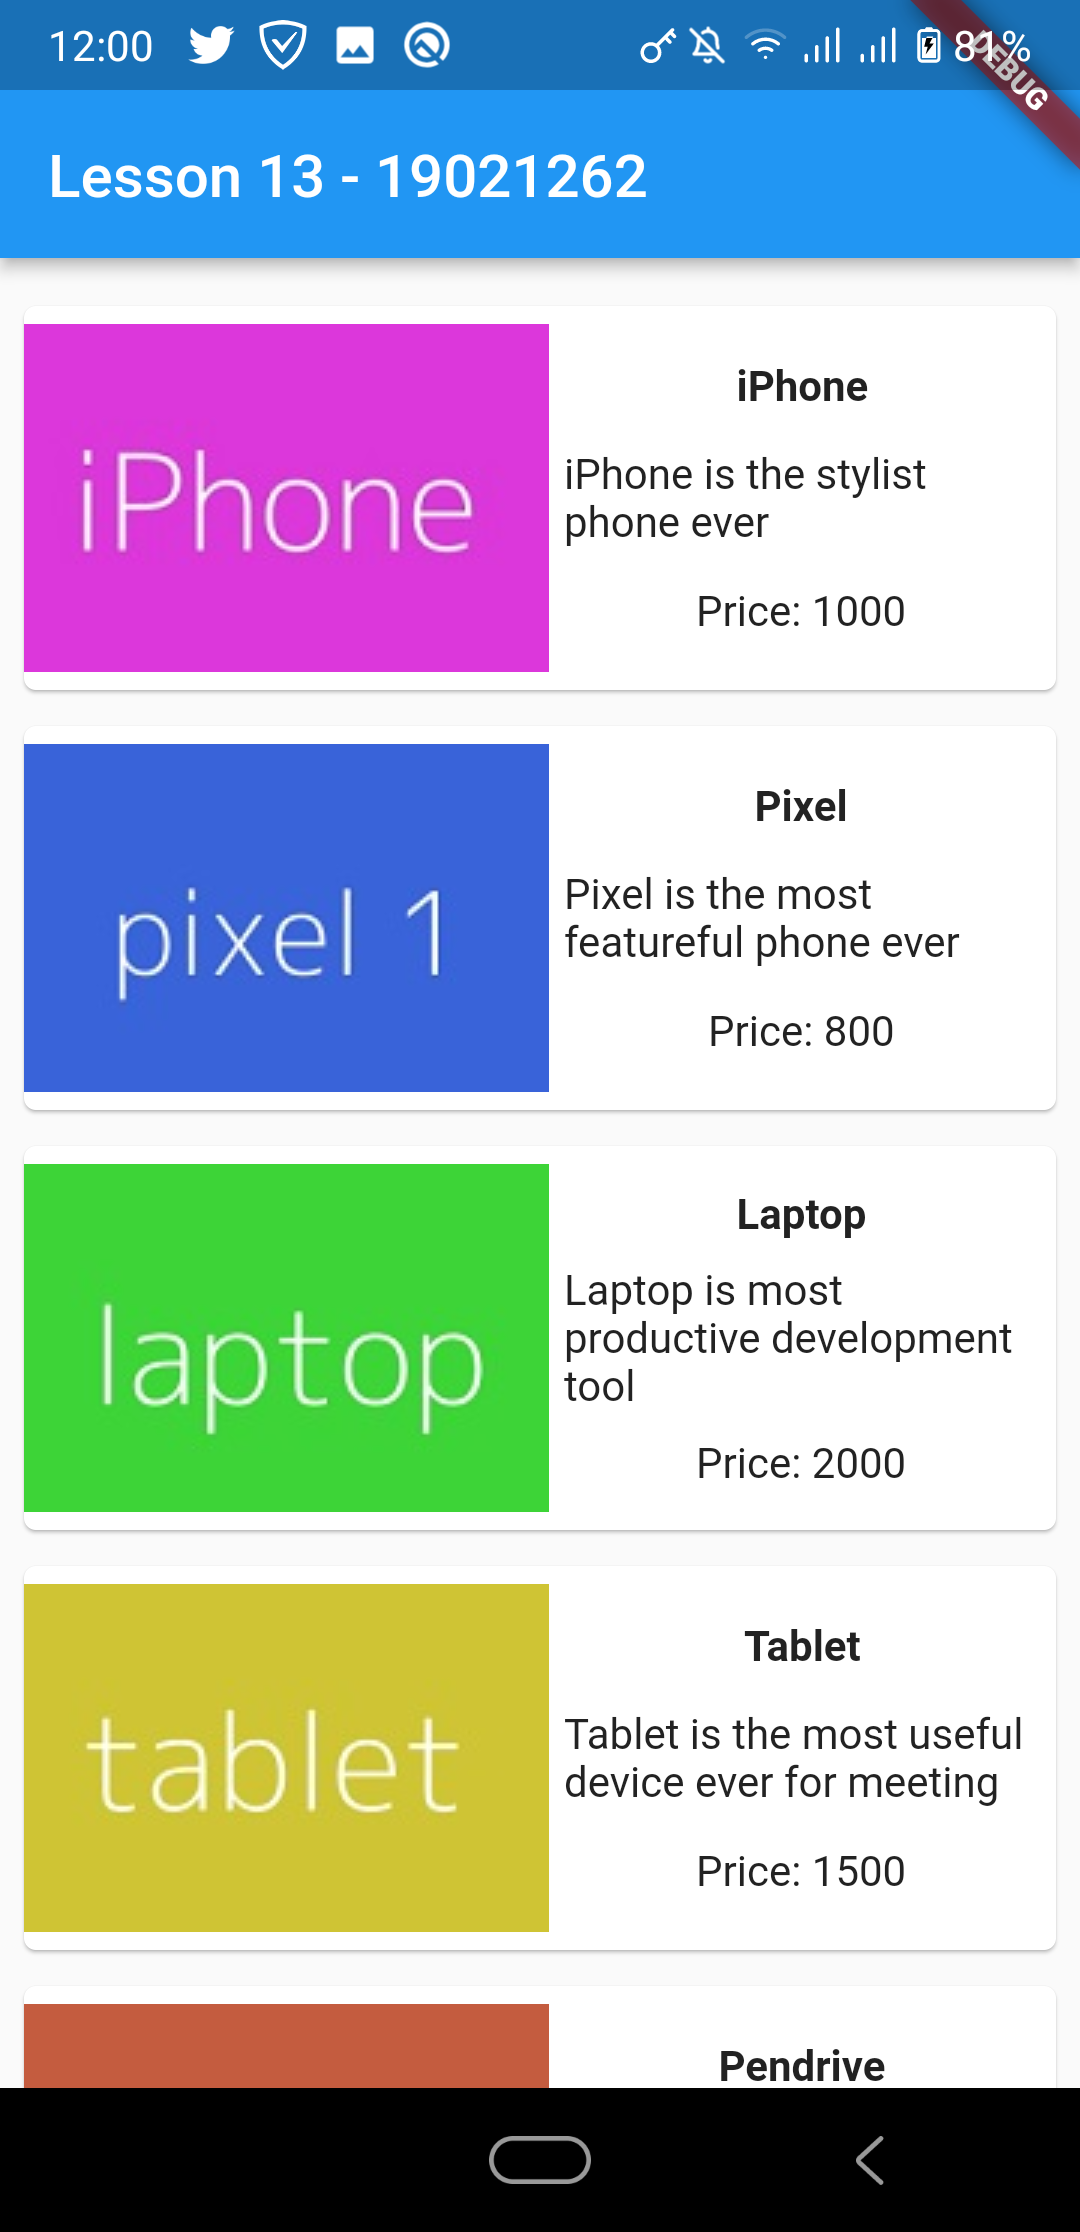 12:00
81%
DEBUG
Lesson 13 - 19021262
iPhone
iPhone
iPhone is the stylist
phone ever
Price: 1000
pixel 1
Pixel
Pixel is the most
featureful phone ever
Price: 800
laptop
Laptop
Laptop is most
productive development
tool
Price: 2000
tablet
Tablet
Tablet is the most useful
device ever for meeting
Price: 1500
Pendrive